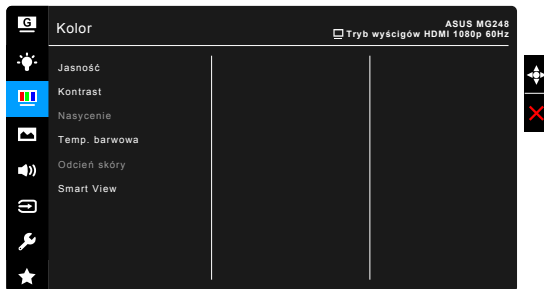 G
Kolor
ASUS MG248
Tryb wyścigów HDMI 1080p 60Hz
Jasność
Kontrast
Nasycenie
Temp. barwowa
Odcień skóry
Smart View